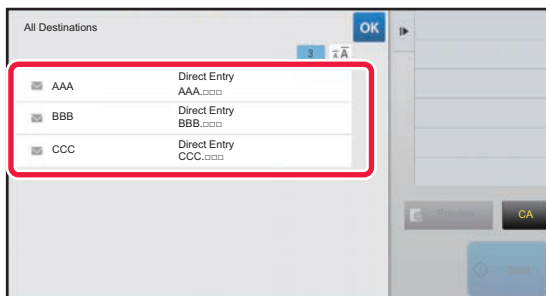 All Destinations
OK
3
AAA
Direct Entry
AAA.□□□
BBB
Direct Entry
BBB.□□□
CCC
Direct Entry
CCC.□□□
Preview
CA
Start